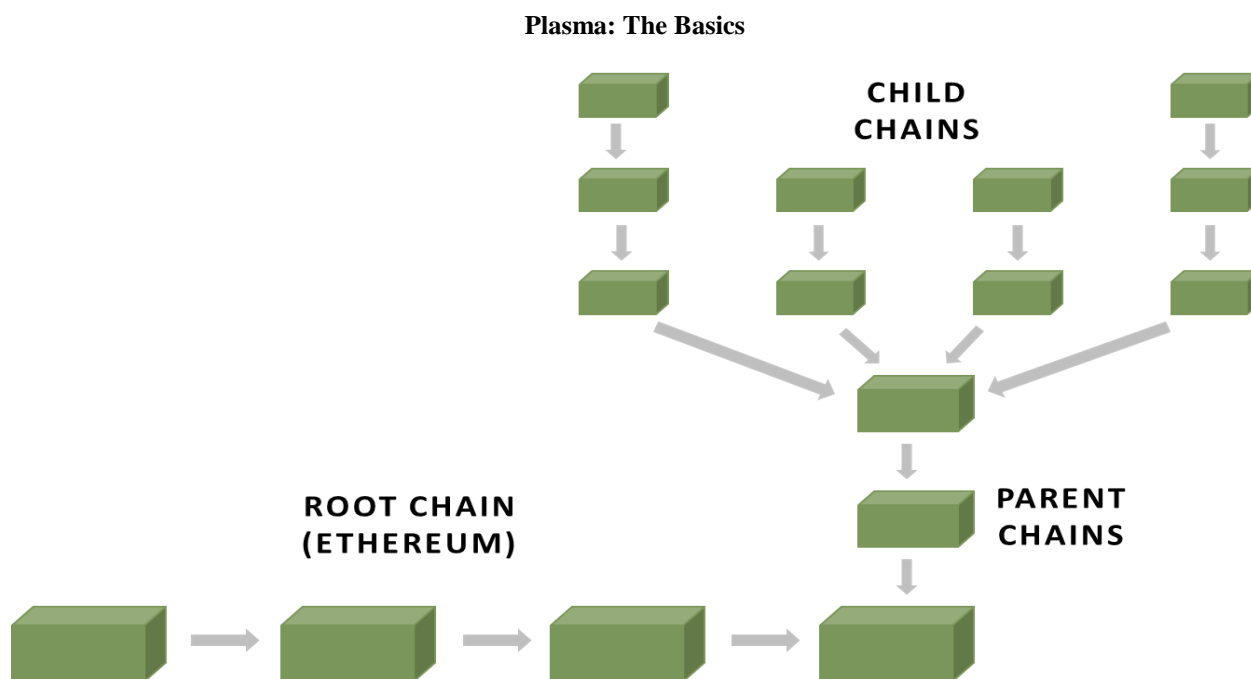 Plasma: The Basics
CHILD
CHAINS
ROOT CHAIN
(ETHEREUM)
PARENT
CHAINS